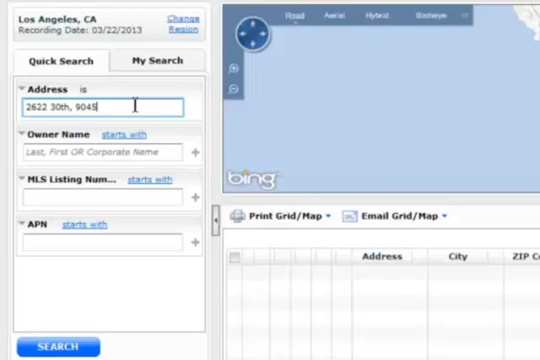 Los Angeles, CA
Change
Recording Date: 03/22/2013
Region
Quick Search
My Search
Address is
2622 30th, 9045
Owner Name starts with
Last, First OR Corporate Name
MLS Listing Num... starts with
APN starts with
SEARCH
Road Aerial Hybrid Birdseye
bing
Print Grid/Map
Email Grid/Map
Address City ZIP Co